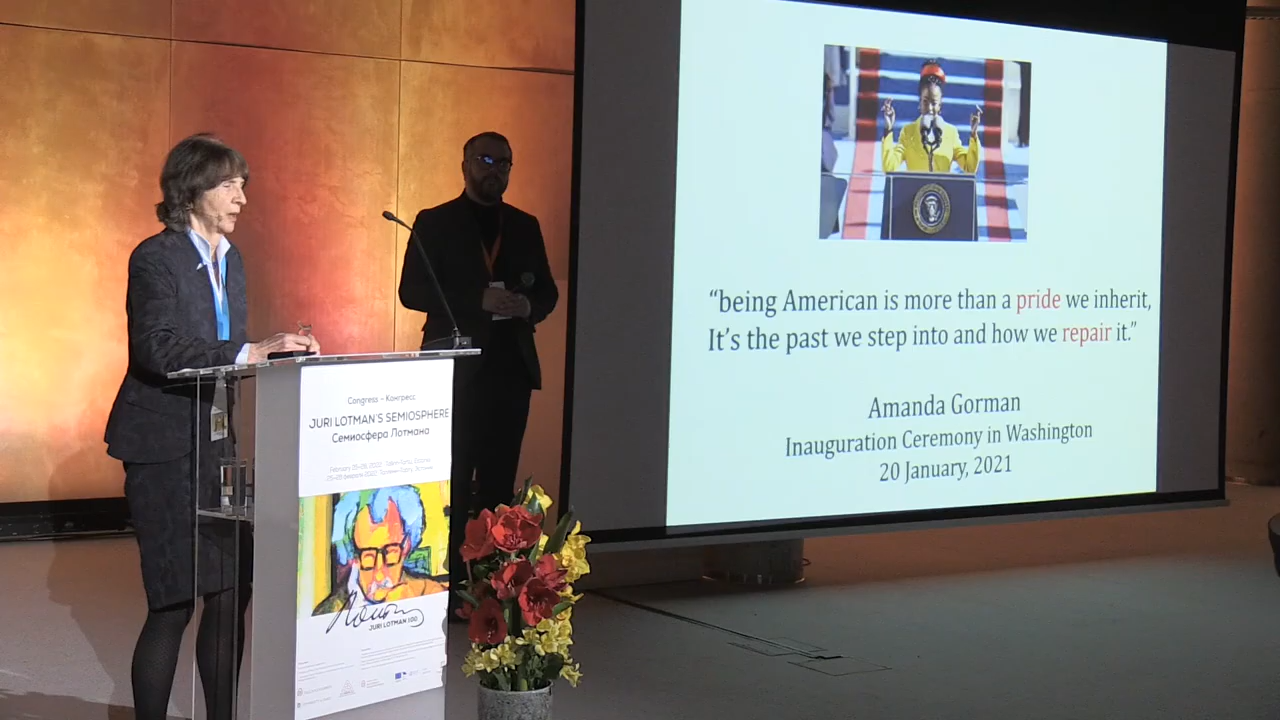 “being American is more than a pride we inherit,
It’s the past we step into and how we repair it.”
Amanda Gorman
Inauguration Ceremony in Washington
20 January, 2021
Congress – Конгресс
JURI LOTMAN'S SEMIOSPHERE
Семиосфера Лотмана
JURI LOTMAN 100